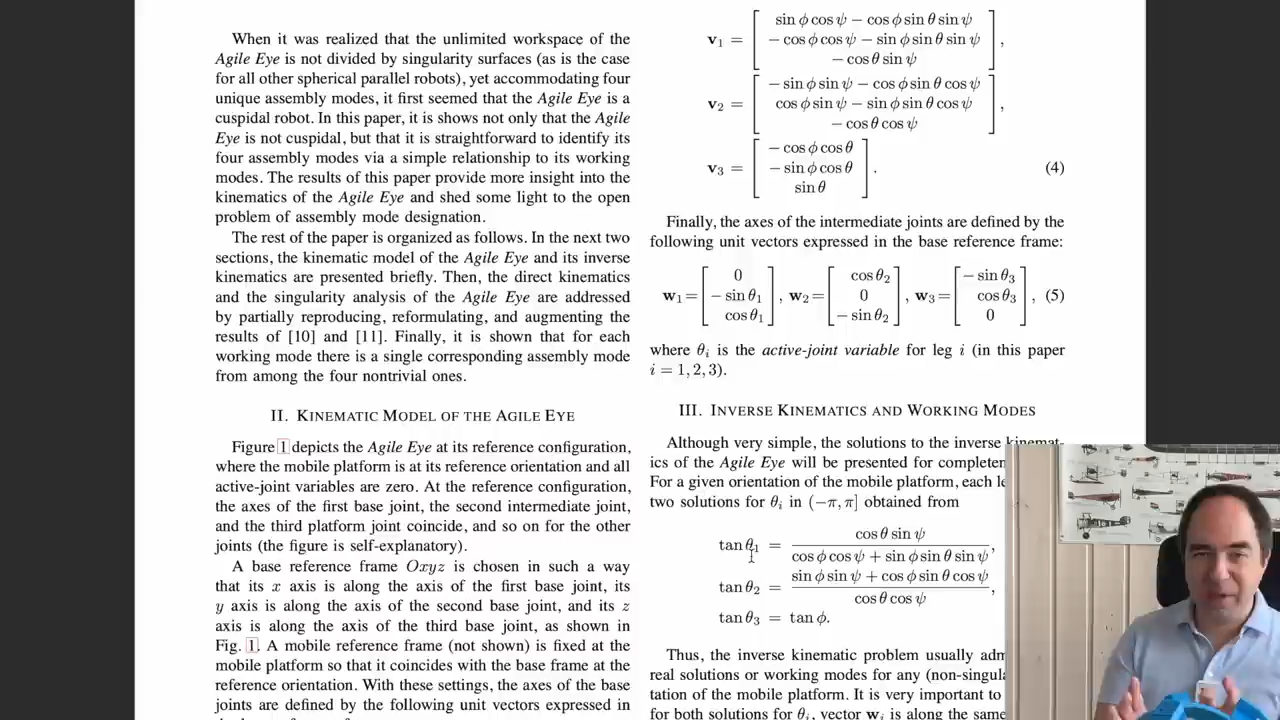 When it was realized that the unlimited workspace of the
Agile Eye is not divided by singularity surfaces (as is the case
for all other spherical parallel robots), yet accommodating four
unique assembly modes, it first seemed that the Agile Eye is a
cuspidal robot. In this paper, it is shows not only that the Agile
Eye is not cuspidal, but that it is straightforward to identify its
four assembly modes via a simple relationship to its working
modes. The results of this paper provide more insight into the
kinematics of the Agile Eye and shed some light to the open
problem of assembly mode designation.
The rest of the paper is organized as follows. In the next two
sections, the kinematic model of the Agile Eye and its inverse
kinematics are presented briefly. Then, the direct kinematics
and the singularity analysis of the Agile Eye are addressed
by partially reproducing, reformulating, and augmenting the
results of [10] and [11]. Finally, it is shown that for each
working mode there is a single corresponding assembly mode
from among the four nontrivial ones.
II. KINEMATIC MODEL OF THE AGILE EYE
Figure 1 depicts the Agile Eye at its reference configuration,
where the mobile platform is at its reference orientation and all
active-joint variables are zero. At the reference configuration,
the axes of the first base joint, the second intermediate joint,
and the third platform joint coincide, and so on for the other
joints (the figure is self-explanatory).
A base reference frame Oxyz is chosen in such a way
that its x axis is along the axis of the first base joint, its
y axis is along the axis of the second base joint, and its z
axis is along the axis of the third base joint, as shown in
Fig. 1. A mobile reference frame (not shown) is fixed at the
mobile platform so that it coincides with the base frame at the
reference orientation. With these settings, the axes of the base
joints are defined by the following unit vectors expressed in
v1 = [ sin φ cos ψ − cos φ sin θ sin ψ
− cos φ cos ψ − sin φ sin θ sin ψ
− cos θ sin ψ ],
v2 = [ − sin φ sin ψ − cos φ sin θ cos ψ
cos φ sin ψ − sin φ sin θ cos ψ
− cos θ cos ψ ],
v3 = [ − cos φ cos θ
− sin φ cos θ
sin θ ]. (4)
Finally, the axes of the intermediate joints are defined by the
following unit vectors expressed in the base reference frame:
w1 = [ 0 − sin θ1 cos θ1 ], w2 = [ cos θ2 0 − sin θ2 ], w3 = [ − sin θ3 cos θ3 0 ], (5)
where θi is the active-joint variable for leg i (in this paper
i = 1, 2, 3).
III. INVERSE KINEMATICS AND WORKING MODES
Although very simple, the solutions to the inverse kinemat-
ics of the Agile Eye will be presented for
For a given orientation of the mobile platform, each
two solutions for θi in (−π, π] obtained from
tan θ1 = cos θ sin ψ / cos φ cos ψ + sin φ sin θ sin ψ,
tan θ2 = sin φ sin ψ + cos φ sin θ cos ψ / cos θ cos ψ,
tan θ3 = tan φ.
Thus, the inverse kinematic problem usually
real solutions or working modes for any
tation of the mobile platform. It is very important to
for both solutions for θi, vector wi is along the same